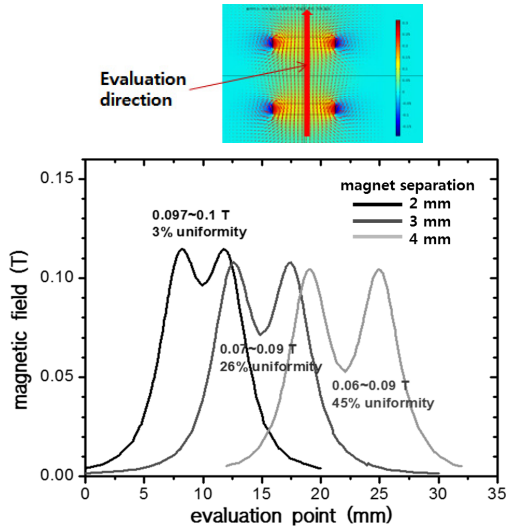 Evaluation
direction
0.15
magnet separation
2 mm
3 mm
4 mm
0.097~0.1 T
3% uniformity
0.10
magnetic field (T)
0.07~0.09 T
26% uniformity
0.05
0.06~0.09 T
45% uniformity
0.00
0 5 10 15 20 25 30 35
evaluation point (mm)